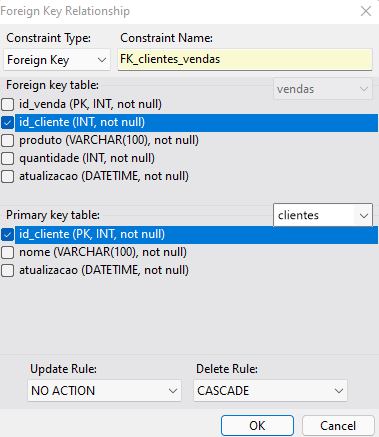 Foreign Key Relationship
Constraint Type: Constraint Name:
Foreign Key FK_clientes_vendas
Foreign key table: vendas
id_venda (PK, INT, not null)
id_cliente (INT, not null)
produto (VARCHAR(100), not null)
quantidade (INT, not null)
atualizacao (DATETIME, not null)
Primary key table: clientes
id_cliente (PK, INT, not null)
nome (VARCHAR(100), not null)
atualizacao (DATETIME, not null)
Update Rule: Delete Rule:
NO ACTION CASCADE
OK Cancel